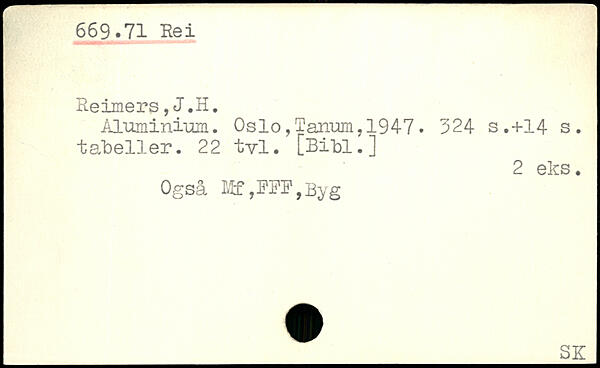 669.71 Rei
Reimers,J.H.
Aluminium. Oslo,Tanum,1947. 324 s.+14 s.
tabeller. 22 tvl. [Bibl.]
2 eks.
Også Mf,FFF,Byg
SK